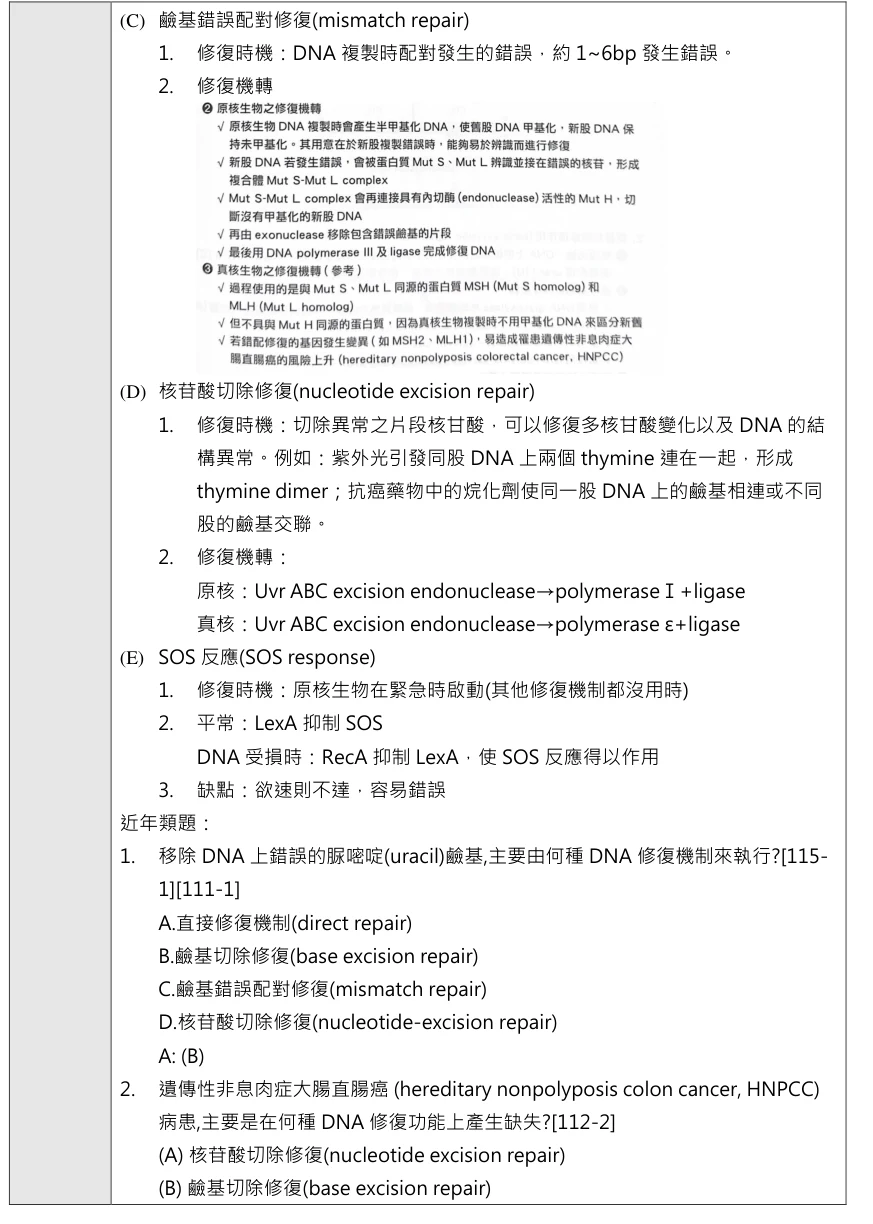 (C) 鹼基錯誤配對修復(mismatch repair)
1. 修復時機：DNA 複製時配對發生的錯誤，約 1~6bp 發生錯誤。
2. 修復機轉
❷ 原核生物之修復機轉
√ 原核生物 DNA 複製時會產生半甲基化 DNA，使舊股 DNA 甲基化，新股 DNA 保
持未甲基化。其用意在於新股複製錯誤時，能夠易於辨識而進行修復
√ 新股 DNA 若發生錯誤，會被蛋白質 Mut S、Mut L 辨識並接在錯誤的核苷，形成
複合體 Mut S-Mut L complex
√ Mut S-Mut L complex 會再連接具有內切酶 (endonuclease) 活性的 Mut H，切
斷沒有甲基化的新股 DNA
√ 再由 exonuclease 移除包含錯誤鹼基的片段
√ 最後用 DNA polymerase III 及 ligase 完成修復 DNA
❸ 真核生物之修復機轉 ( 參考 )
√ 過程使用的是與 Mut S、Mut L 同源的蛋白質 MSH (Mut S homolog) 和
MLH (Mut L homolog)
√ 但不具與 Mut H 同源的蛋白質，因為真核生物複製時不用甲基化 DNA 來區分新舊
√ 若錯配修復的基因發生變異 ( 如 MSH2、MLH1)，易造成罹患遺傳性非息肉症大
腸直腸癌的風險上升 (hereditary nonpolyposis colorectal cancer, HNPCC)
(D) 核苷酸切除修復(nucleotide excision repair)
1. 修復時機：切除異常之片段核甘酸，可以修復多核甘酸變化以及 DNA 的結
構異常。例如：紫外光引發同股 DNA 上兩個 thymine 連在一起，形成
thymine dimer；抗癌藥物中的烷化劑使同一股 DNA 上的鹼基相連或不同
股的鹼基交聯。
2. 修復機轉：
原核：Uvr ABC excision endonuclease→polymerase I +ligase
真核：Uvr ABC excision endonuclease→polymerase ε+ligase
(E) SOS 反應(SOS response)
1. 修復時機：原核生物在緊急時啟動(其他修復機制都沒用時)
2. 平常：LexA 抑制 SOS
DNA 受損時：RecA 抑制 LexA，使 SOS 反應得以作用
3. 缺點：欲速則不達，容易錯誤
近年類題：
1. 移除 DNA 上錯誤的脲嘧啶(uracil)鹼基,主要由何種 DNA 修復機制來執行?[115-
1][111-1]
A.直接修復機制(direct repair)
B.鹼基切除修復(base excision repair)
C.鹼基錯誤配對修復(mismatch repair)
D.核苷酸切除修復(nucleotide-excision repair)
A: (B)
2. 遺傳性非息肉症大腸直腸癌 (hereditary nonpolyposis colon cancer, HNPCC)
病患,主要是在何種 DNA 修復功能上產生缺失?[112-2]
(A) 核苷酸切除修復(nucleotide excision repair)
(B) 鹼基切除修復(base excision repair)